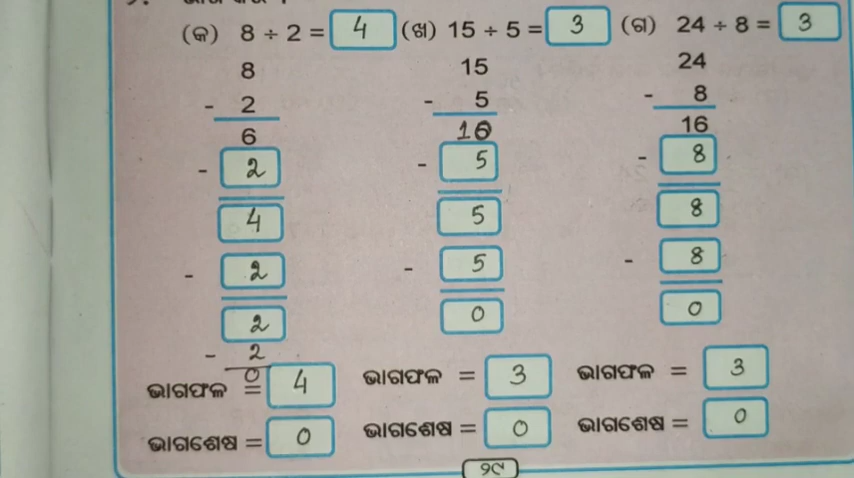 (କ) 8 ÷ 2 = 4 (ଖ) 15 ÷ 5 = 3 (ଗ) 24 ÷ 8 = 3
8 15 24
- 2 - 5 - 8
6 10 16
- 2 - 5 - 8
4 5 8
- 2 - 5 - 8
2 0 0
- 2
0
ଭାଗଫଳ = 4 ଭାଗଫଳ = 3 ଭାଗଫଳ = 3
ଭାଗଶେଷ = 0 ଭାଗଶେଷ = 0 ଭାଗଶେଷ = 0
୨୯